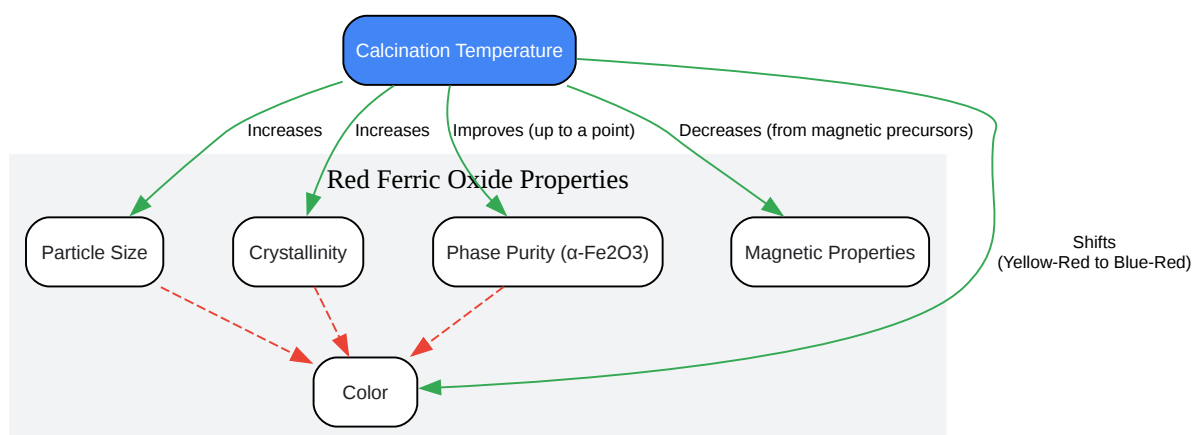 Calcination Temperature
Increases
Increases
Improves (up to a point)
Decreases (from magnetic precursors)
Red Ferric Oxide Properties
Particle Size
Crystallinity
Phase Purity (α-Fe2O3)
Magnetic Properties
Shifts
(Yellow-Red to Blue-Red)
Color